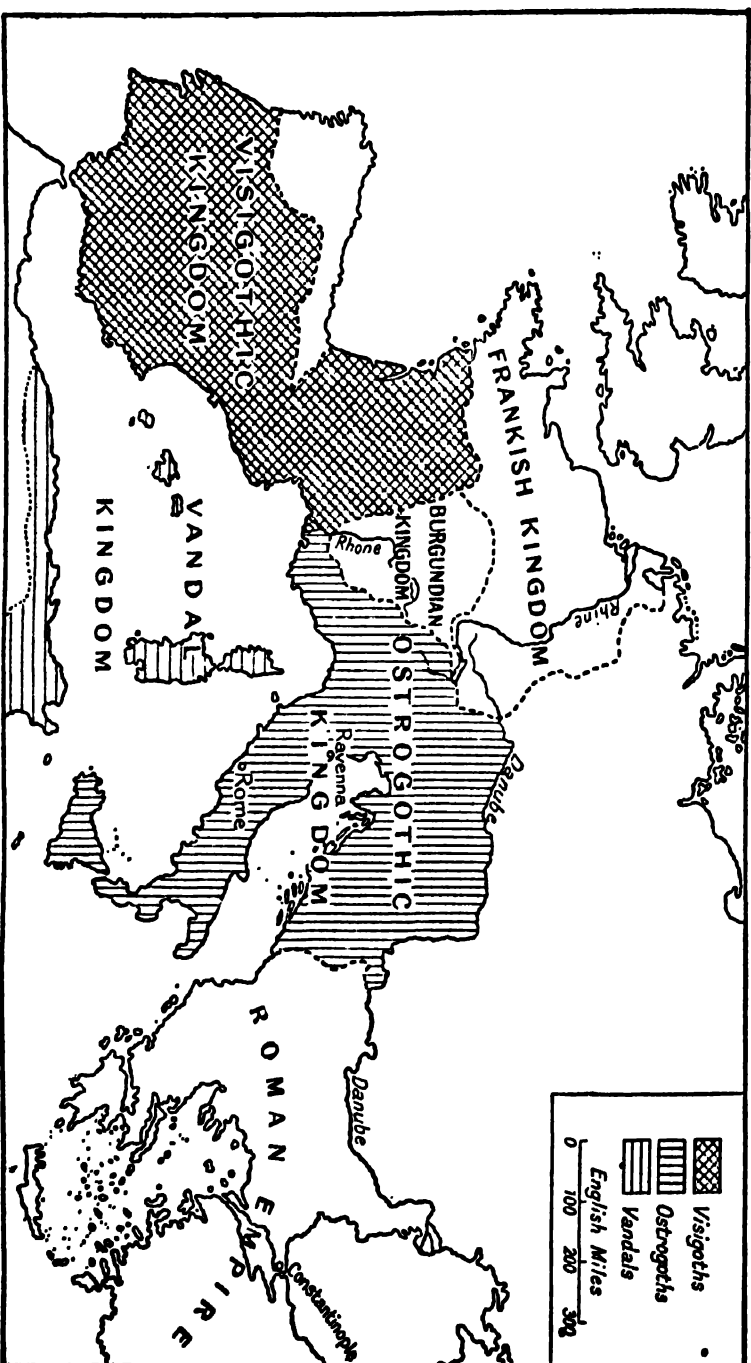 VISIGOTHIC
KINGDOM
FRANKISH KINGDOM
BURGUNDIAN
KINGDOM
Rhone
Rhine
VANDAL
KINGDOM
OSTROGOTHIC
KINGDOM
Ravenna
Rome
Danube
Danube
ROMAN EMPIRE
Constantinople
Visigoths
Ostrogoths
Vandals
English Miles
0 100 200 300